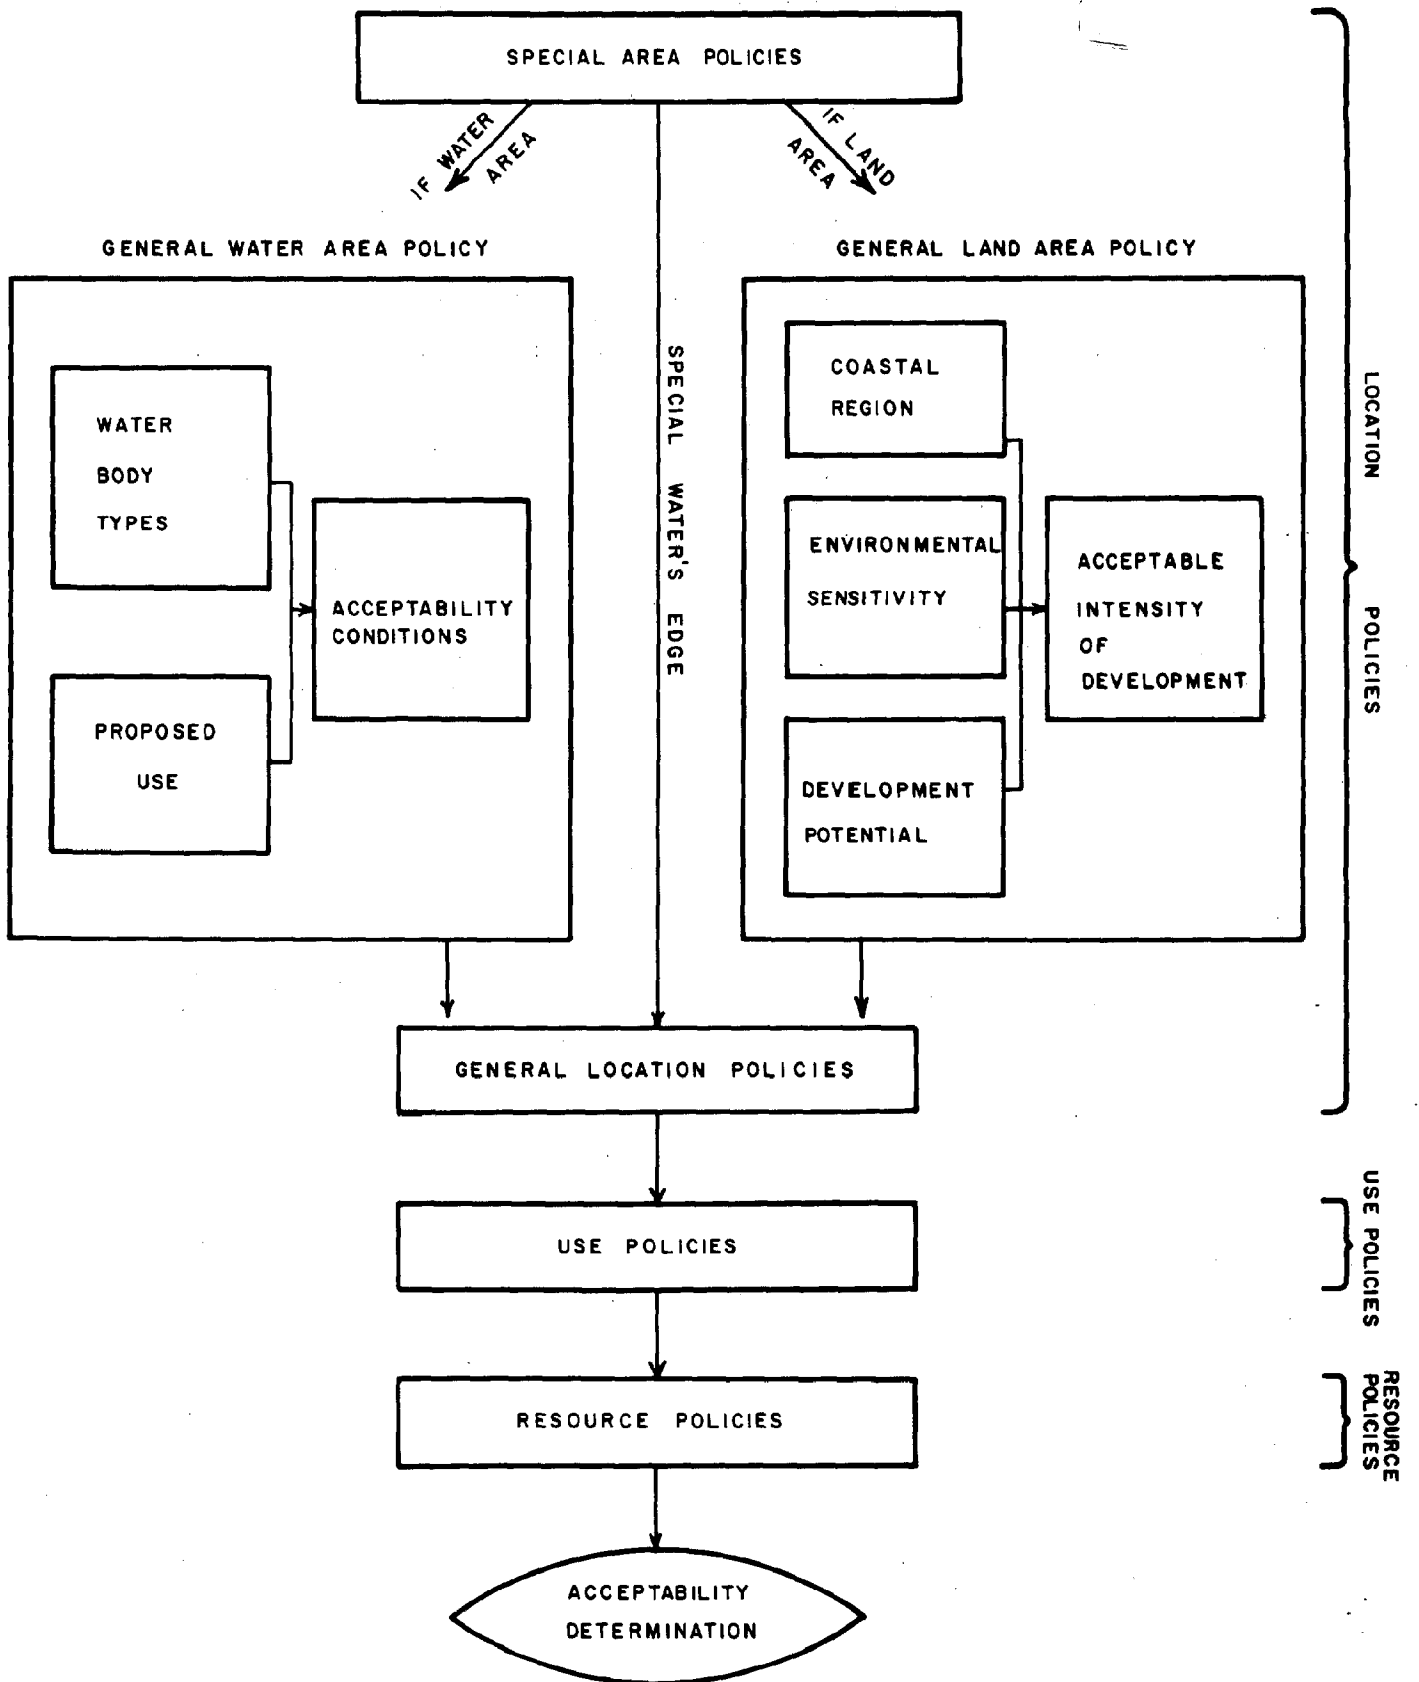 SPECIAL AREA POLICIES
IF WATER
AREA
IF LAND
AREA
GENERAL WATER AREA POLICY
WATER
BODY
TYPES
PROPOSED
USE
ACCEPTABILITY
CONDITIONS
SPECIAL WATER'S EDGE
GENERAL LAND AREA POLICY
COASTAL
REGION
ENVIRONMENTAL
SENSITIVITY
DEVELOPMENT
POTENTIAL
ACCEPTABLE
INTENSITY
OF
DEVELOPMENT
LOCATION POLICIES
GENERAL LOCATION POLICIES
USE POLICIES
USE POLICIES
RESOURCE POLICIES
RESOURCE
POLICIES
ACCEPTABILITY
DETERMINATION